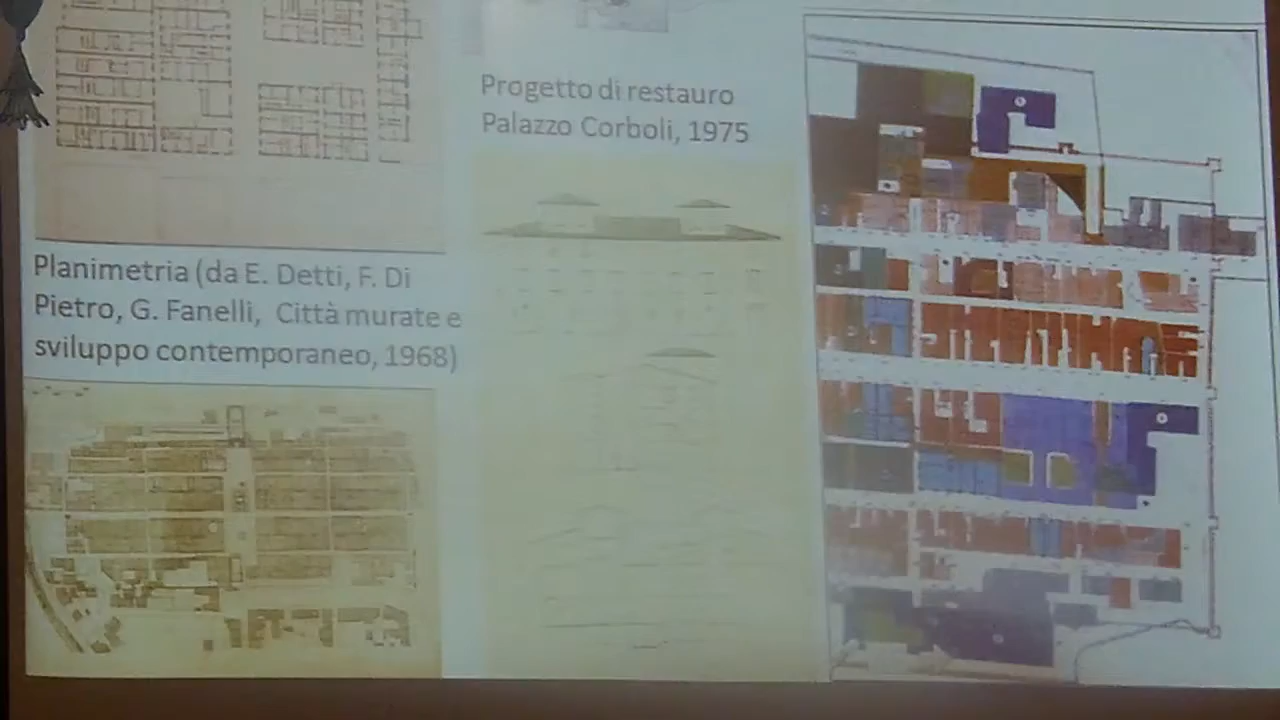 Progetto di restauro
Palazzo Corboli, 1975
Planimetria (da E. Detti, F. Di
Pietro, G. Fanelli, Città murate e
sviluppo contemporaneo, 1968)